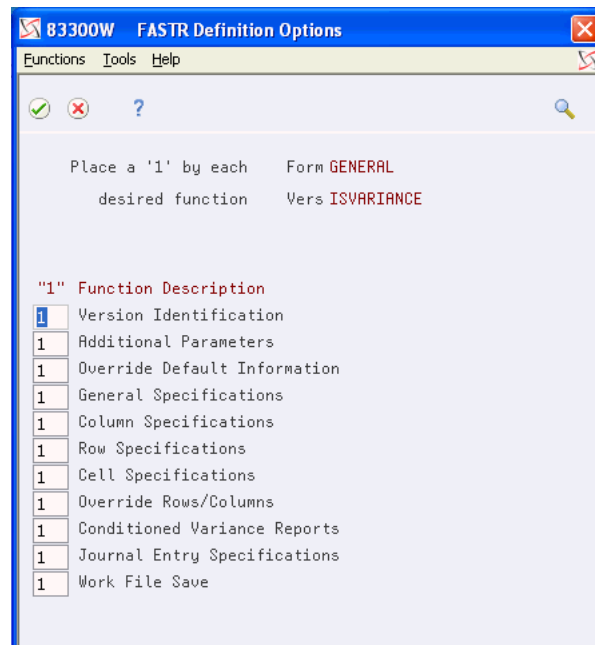 83300W FASTR Definition Options
Functions Tools Help
?
Place a '1' by each Form GENERAL
desired function Vers ISVARIANCE
"1" Function Description
1 Version Identification
1 Additional Parameters
1 Override Default Information
1 General Specifications
1 Column Specifications
1 Row Specifications
1 Cell Specifications
1 Override Rows/Columns
1 Conditioned Variance Reports
1 Journal Entry Specifications
1 Work File Save